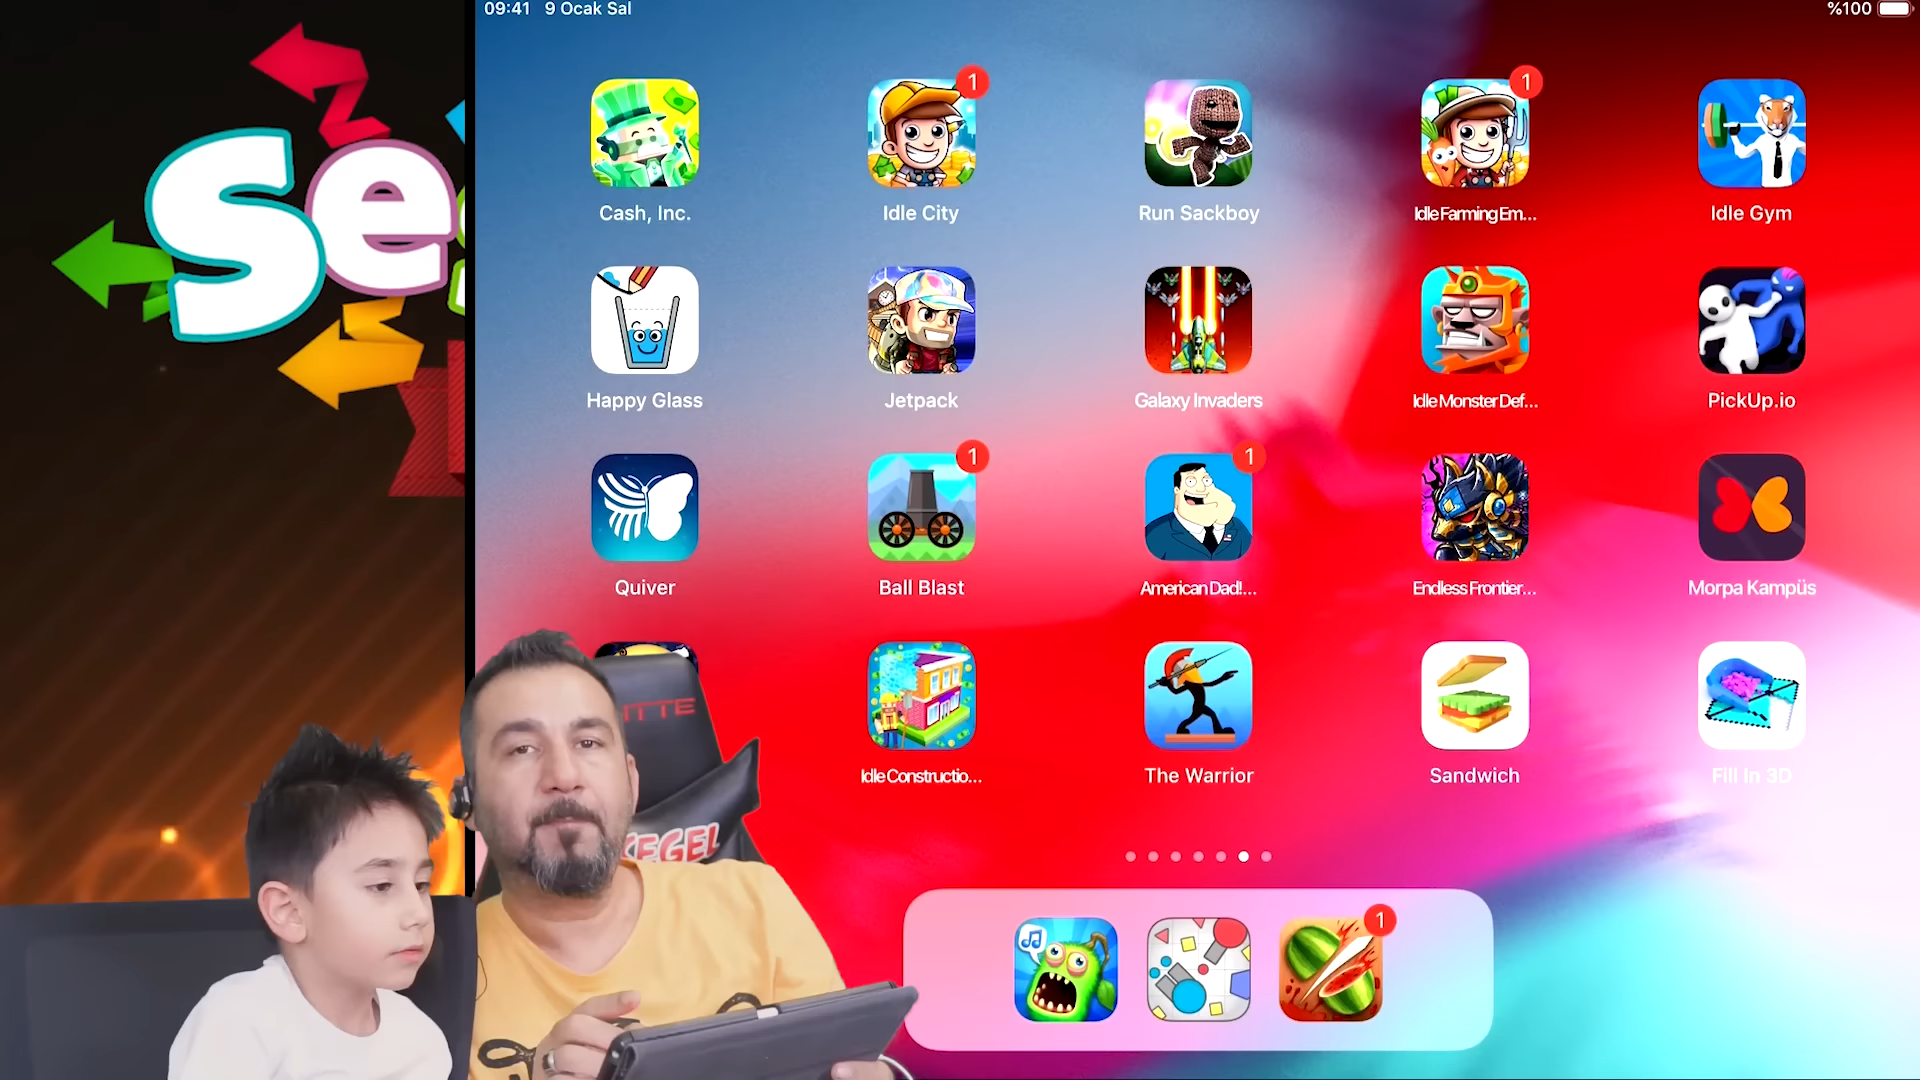 09:41 9 Ocak Sal
%100
Se
1
1
Cash, Inc.
Idle City
Run Sackboy
Idle Farming Em...
Idle Gym
Happy Glass
Jetpack
Galaxy Invaders
Idle Monster Def...
PickUp.io
1
1
Quiver
Ball Blast
American Dad!...
Endless Frontier...
Morpa Kampüs
Idle Constructio...
The Warrior
Sandwich
Fill In 3D
ITTE
KEGEL
1